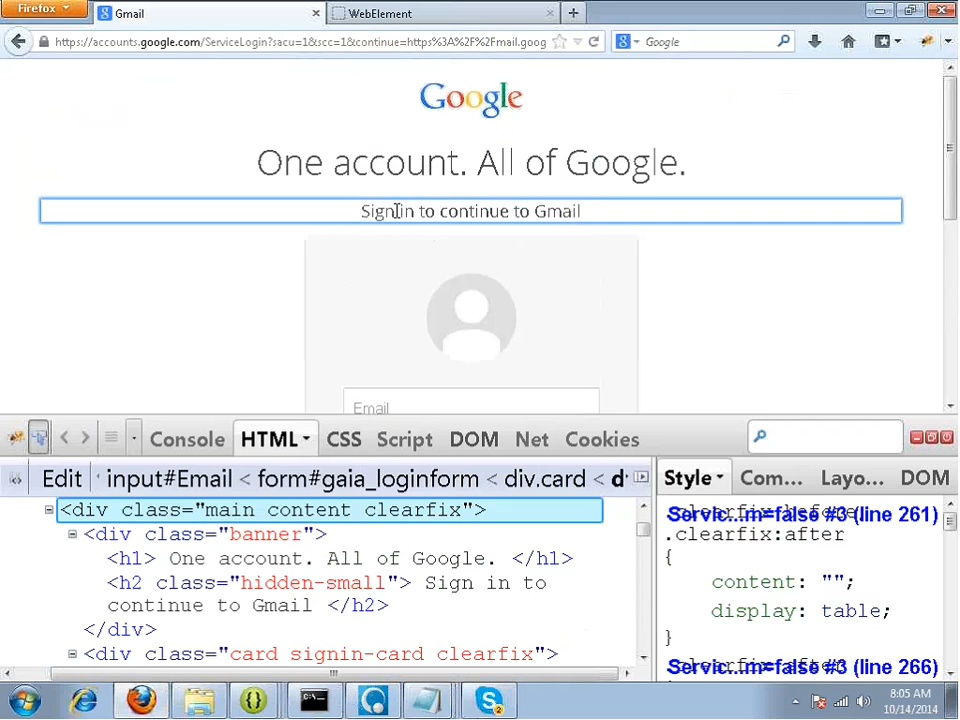 Firefox
Gmail
WebElement
https://accounts.google.com/ServiceLogin?sacu=1&scc=1&continue=https%3A%2F%2Fmail.goog
Google
Google
One account. All of Google.
Sign in to continue to Gmail
Email
Console HTML CSS Script DOM Net Cookies
Edit input#Email < form#gaia_loginform < div.card < d
Style Com... Layo... DOM
<div class="main content clearfix">
<div class="banner">
<h1> One account. All of Google. </h1>
<h2 class="hidden-small"> Sign in to
continue to Gmail </h2>
</div>
<div class="card signin-card clearfix">
Servic...m=false #3 (line 261)
.clearfix:after
{
content: "";
display: table;
}
Servic...m=false #3 (line 266)
8:05 AM
10/14/2014